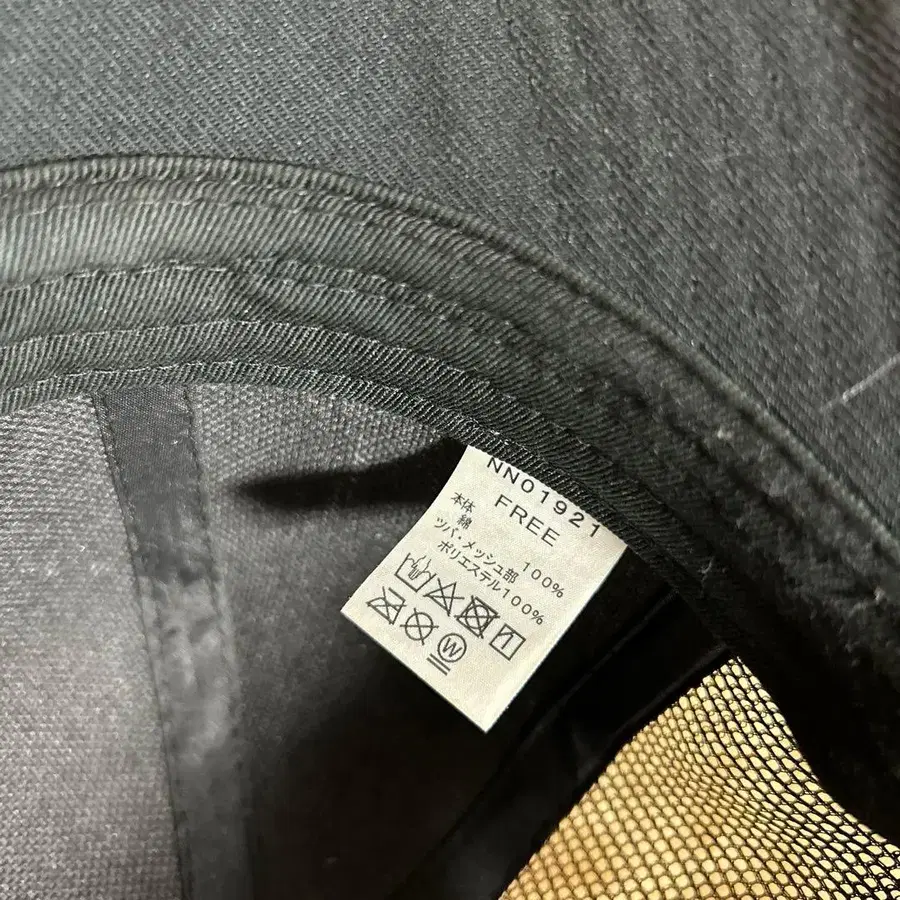 NN01921
FREE
本体
綿 100%
ツバ・メッシュ部
ポリエステル100%
W